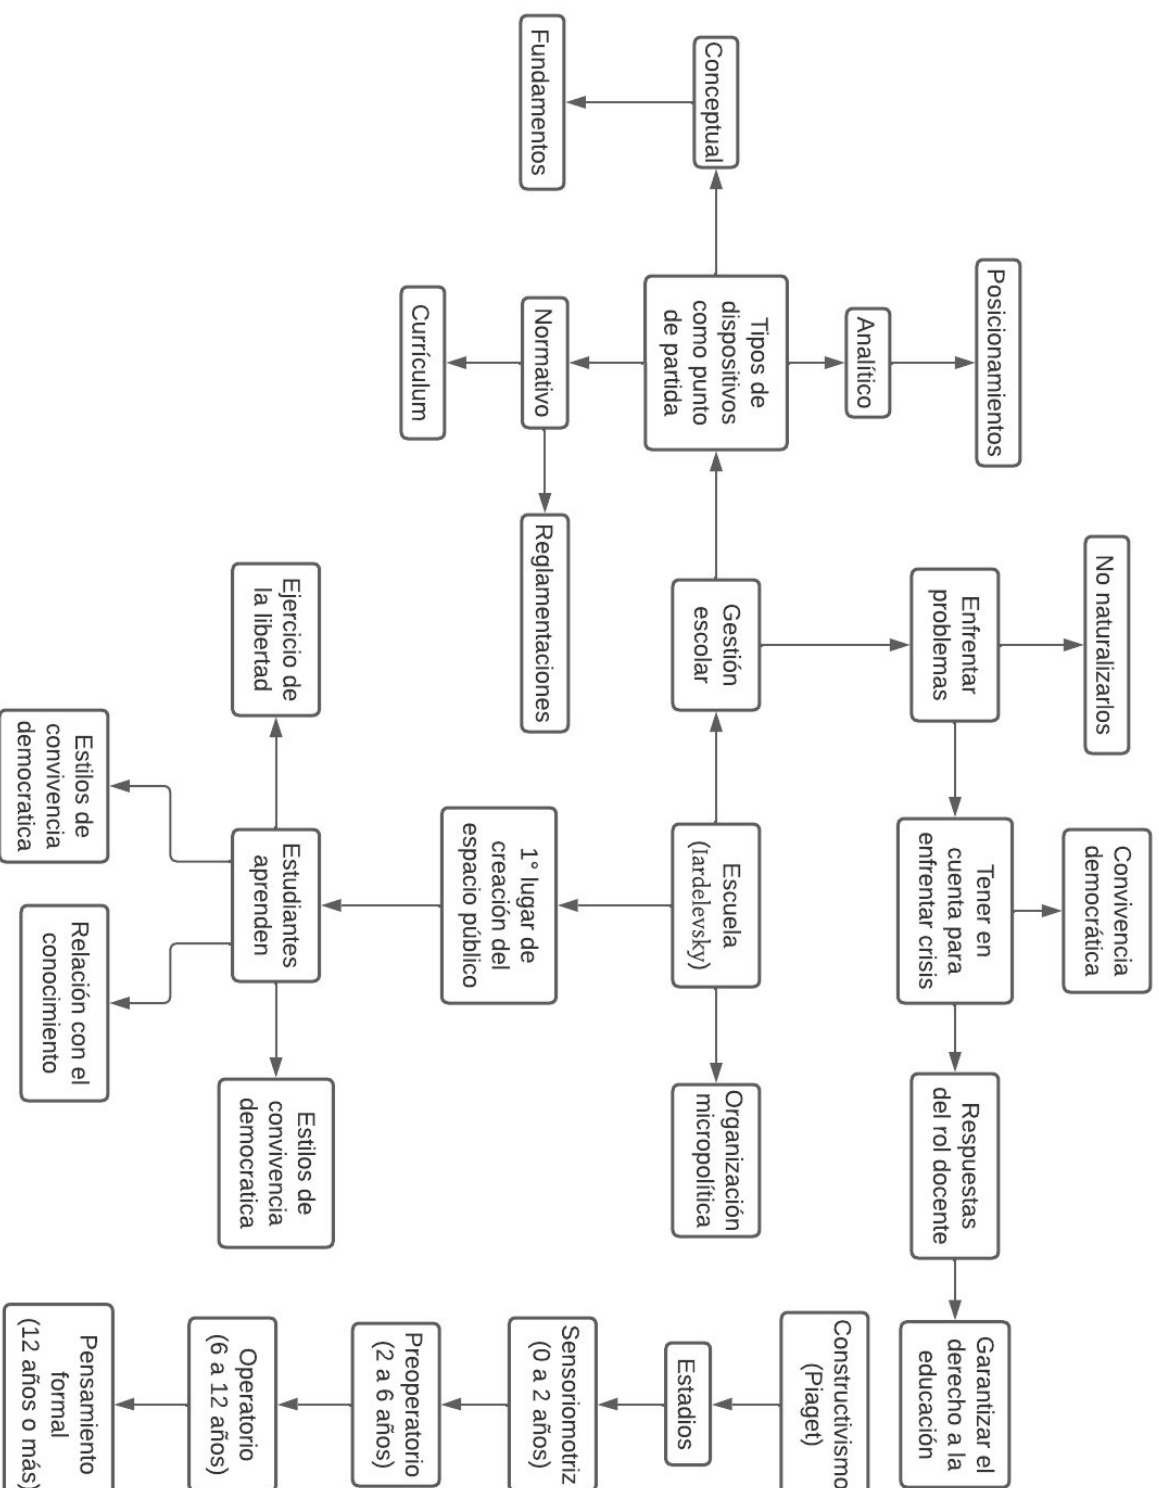 Posicionamientos
No naturalizarlos
Convivencia
democrática
Analítico
Enfrentar
problemas
Tener en
cuenta para
enfrentar crisis
Respuestas
del rol docente
Garantizar el
derecho a la
educación
Conceptual
Tipos de
dispositivos
como punto
de partida
Gestión
escolar
Escuela
(Iardelevsky)
Organización
micropolítica
Constructivismo
(Piaget)
Estadios
Fundamentos
Normativo
Reglamentaciones
Currículum
1° lugar de
creación del
espacio público
Sensoriomotriz
(0 a 2 años)
Preoperatorio
(2 a 6 años)
Ejercicio de
la libertad
Estudiantes
aprenden
Estilos de
convivencia
democratica
Operatorio
(6 a 12 años)
Estilos de
convivencia
democratica
Relación con el
conocimiento
Pensamiento
formal
(12 años o más)